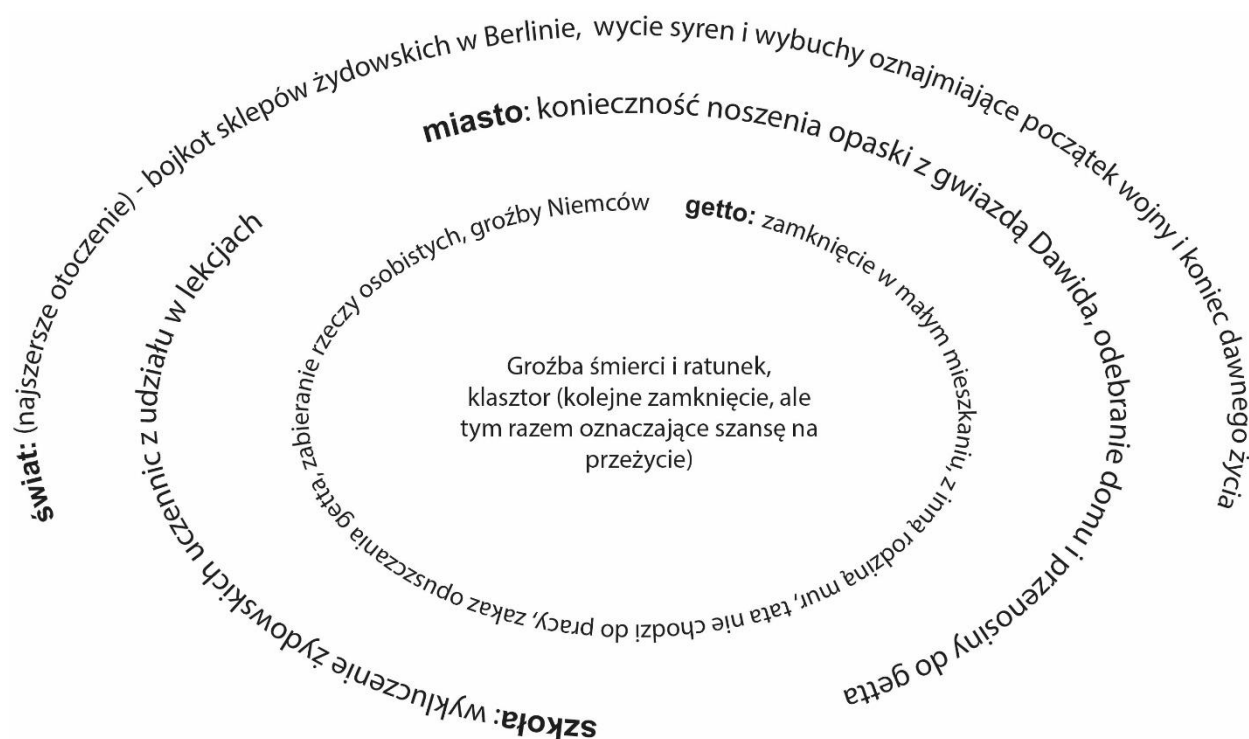 świat: (najszersze otoczenie) - bojkot sklepów żydowskich w Berlinie, wycie syren i wybuchy oznajmiające początek wojny i koniec dawnego życia
miasto: konieczność noszenia opaski z gwiazdą Dawida, odebranie domu i przenosiny do getta
szkoła: wykluczenie żydowskich uczennic z udziału w lekcjach
getto: zamknięcie w małym mieszkaniu, z inną rodziną, mur, tata nie chodzi do pracy, zakaz opuszczania getta, zabieranie rzeczy osobistych, groźby Niemców
Groźba śmierci i ratunek,
klasztor (kolejne zamknięcie, ale
tym razem oznaczające szansę na
przeżycie)